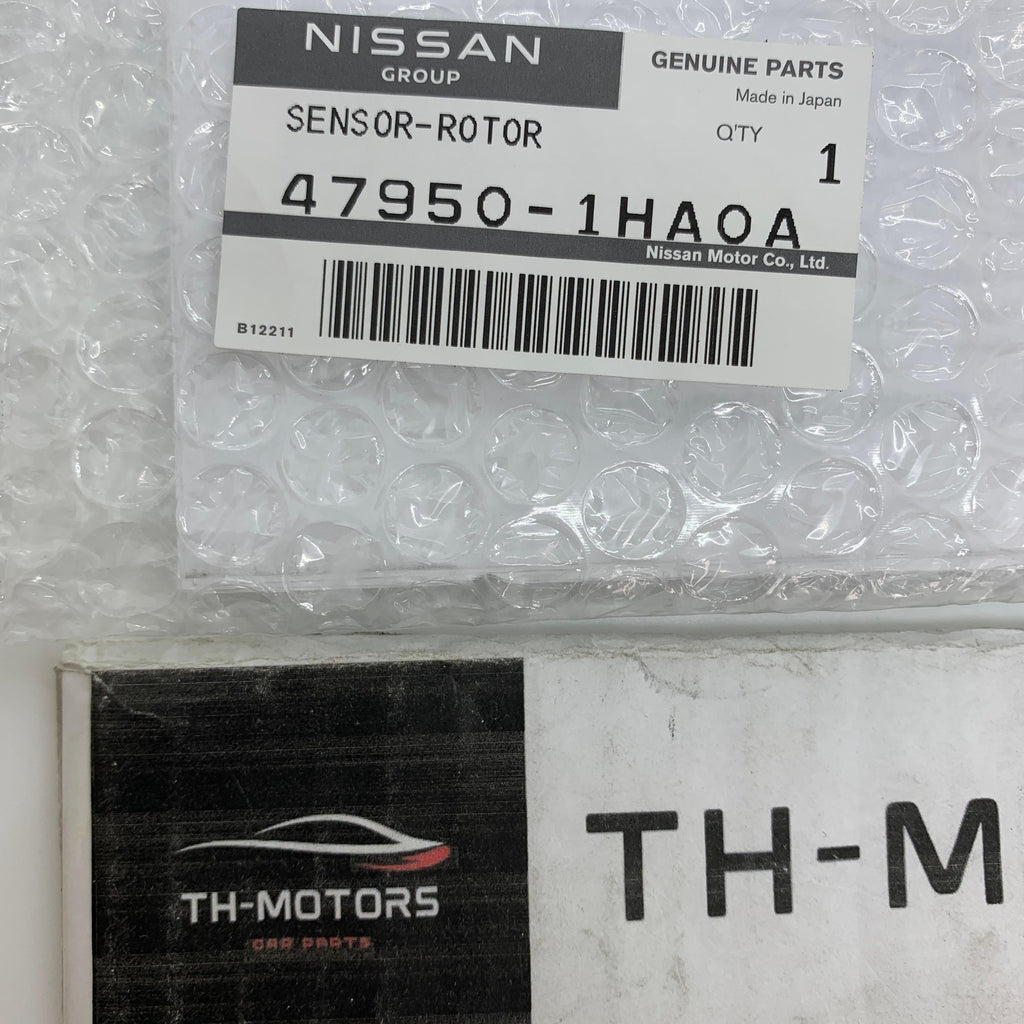 NISSAN
GROUP
GENUINE PARTS
Made in Japan
SENSOR-ROTOR
Q'TY
1
47950-1HA0A
Nissan Motor Co., Ltd.
B12211
TH-MOTORS
CAR PARTS
TH-M